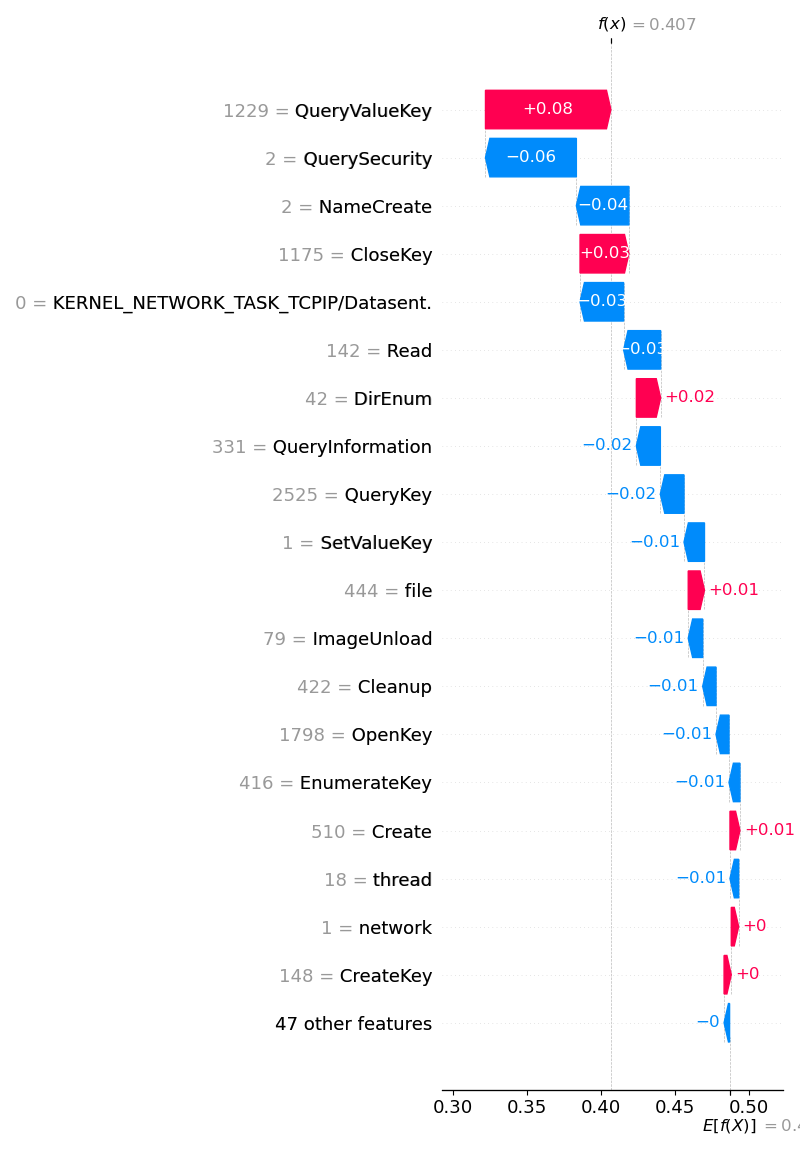 f(x) = 0.407
1229 = QueryValueKey +0.08
2 = QuerySecurity −0.06
2 = NameCreate −0.04
1175 = CloseKey +0.03
0 = KERNEL_NETWORK_TASK_TCPIP/Datasent. −0.03
142 = Read −0.03
42 = DirEnum +0.02
331 = QueryInformation −0.02
2525 = QueryKey −0.02
1 = SetValueKey −0.01
444 = file +0.01
79 = ImageUnload −0.01
422 = Cleanup −0.01
1798 = OpenKey −0.01
416 = EnumerateKey −0.01
510 = Create +0.01
18 = thread −0.01
1 = network +0
148 = CreateKey +0
47 other features −0
0.30 0.35 0.40 0.45 0.50
E[f(X)] = 0.4